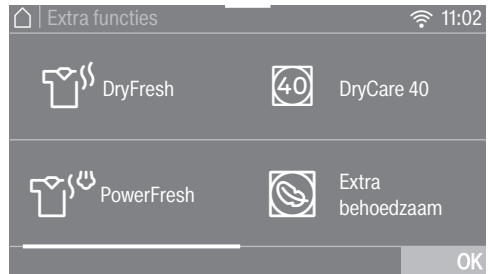 Extra functies
11:02
DryFresh
40
DryCare 40
PowerFresh
Extra
behoedzaam
OK